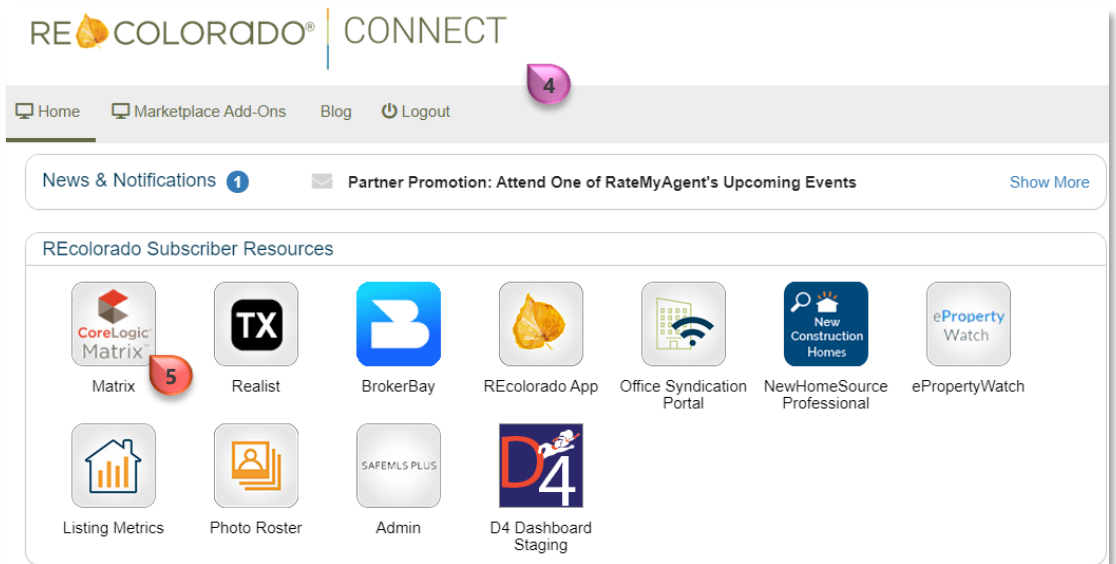 RECOLORADO® CONNECT
4
Home Marketplace Add-Ons Blog Logout
News & Notifications 1 Partner Promotion: Attend One of RateMyAgent's Upcoming Events Show More
REcolorado Subscriber Resources
CoreLogic®
Matrix™
TX
New
Construction
Homes
eProperty
Watch
5
Matrix Realist BrokerBay REcolorado App Office Syndication Portal NewHomeSource Professional ePropertyWatch
SAFEMLS PLUS
D4
Listing Metrics Photo Roster Admin D4 Dashboard Staging